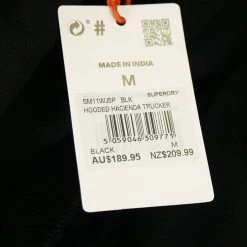 #
MADE IN INDIA
M
SUPERDRY
SM11WJ5P BLK
HOODED HACIENDA TRUCKER
5 059046 309771
BLACK M
AU$189.95 NZ$209.99